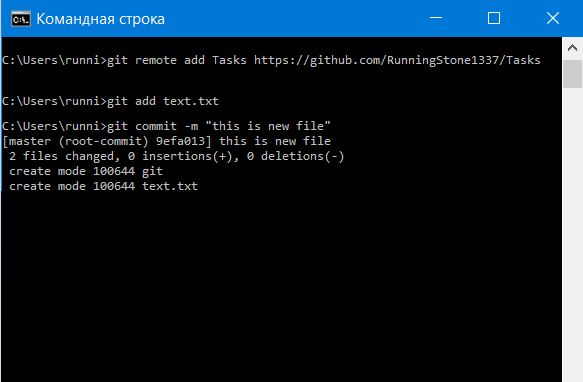 Командная строка
C:\Users\runni>git remote add Tasks https://github.com/RunningStone1337/Tasks
C:\Users\runni>git add text.txt
C:\Users\runni>git commit -m "this is new file"
[master (root-commit) 9efa013] this is new file
 2 files changed, 0 insertions(+), 0 deletions(-)
 create mode 100644 git
 create mode 100644 text.txt